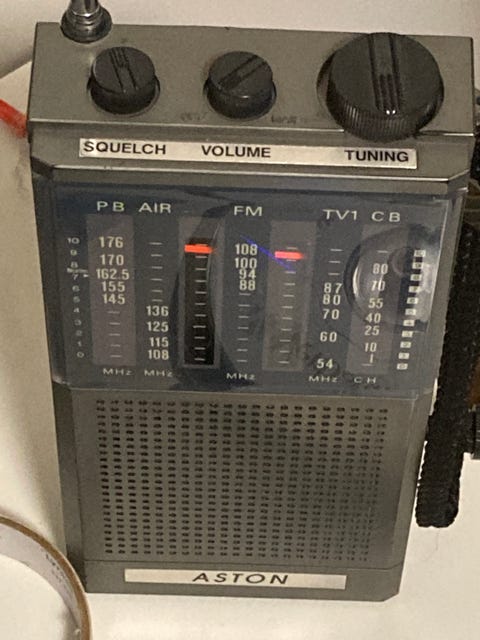 SQUELCH VOLUME TUNING
PB AIR FM TV1 CB
10 176 108
9 170 100 80
8 162.5 94 70
7 155 88 87
6 145 80 55
5 136 70 40
4 125 25
3 115 60 10
2 108 54 1
1
0
MHz MHz MHz MHz CH
ASTON